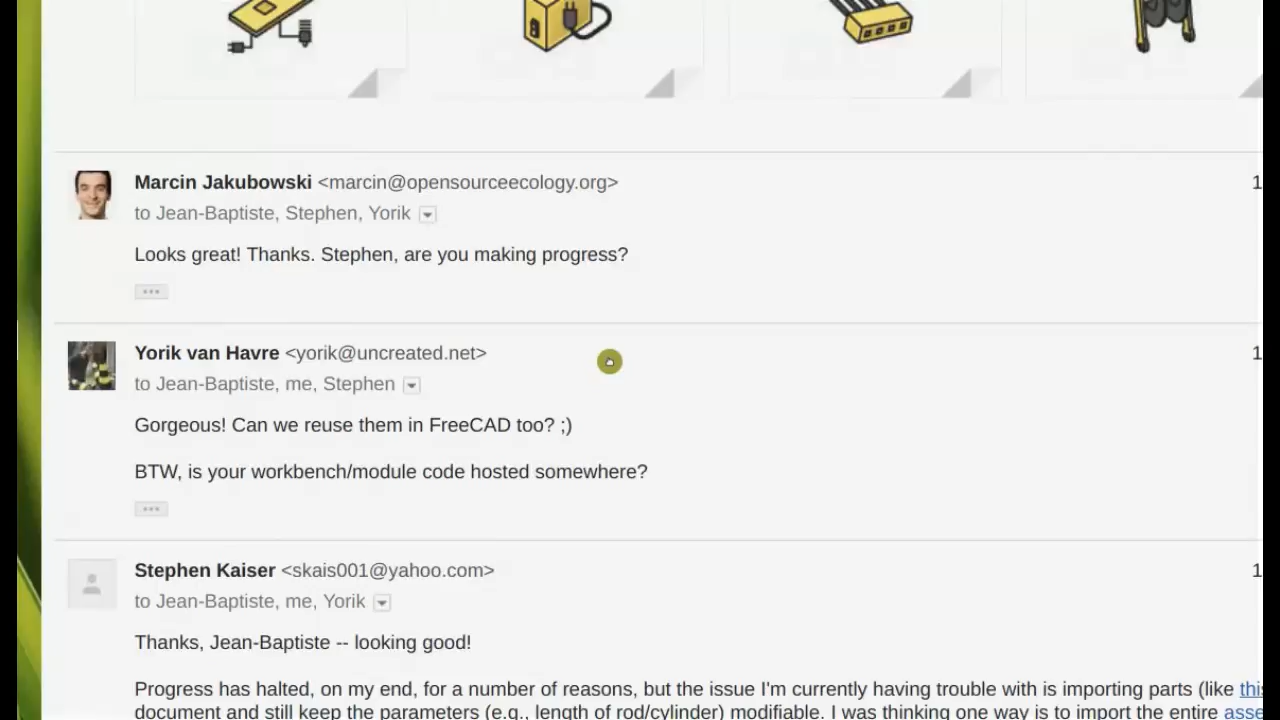 Marcin Jakubowski <marcin@opensourceecology.org>
1
to Jean-Baptiste, Stephen, Yorik
Looks great! Thanks. Stephen, are you making progress?
Yorik van Havre <yorik@uncreated.net>
1
to Jean-Baptiste, me, Stephen
Gorgeous! Can we reuse them in FreeCAD too? ;)
BTW, is your workbench/module code hosted somewhere?
Stephen Kaiser <skais001@yahoo.com>
1
to Jean-Baptiste, me, Yorik
Thanks, Jean-Baptiste -- looking good!
Progress has halted, on my end, for a number of reasons, but the issue I'm currently having trouble with is importing parts (like
document and still keep the parameters (e.g., length of rod/cylinder) modifiable. I was thinking one way is to import the entire